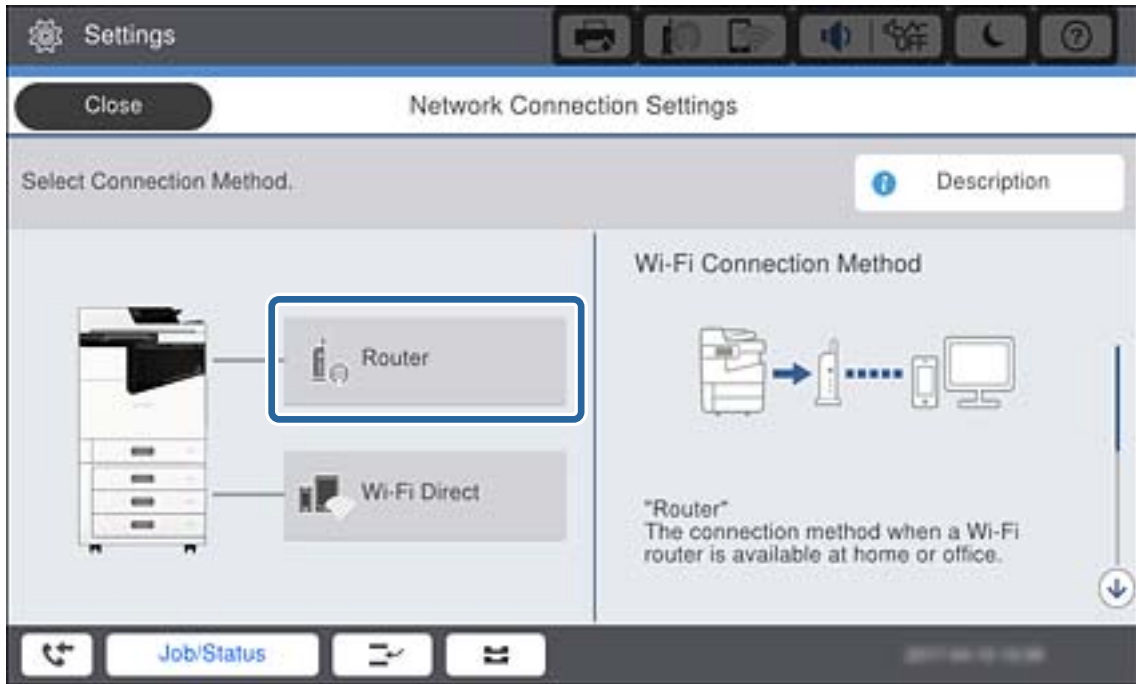 Settings
OFF
?
Close
Network Connection Settings
Select Connection Method.
i Description
Wi-Fi Connection Method
Router
Wi-Fi Direct
"Router"
The connection method when a Wi-Fi
router is available at home or office.
Job/Status